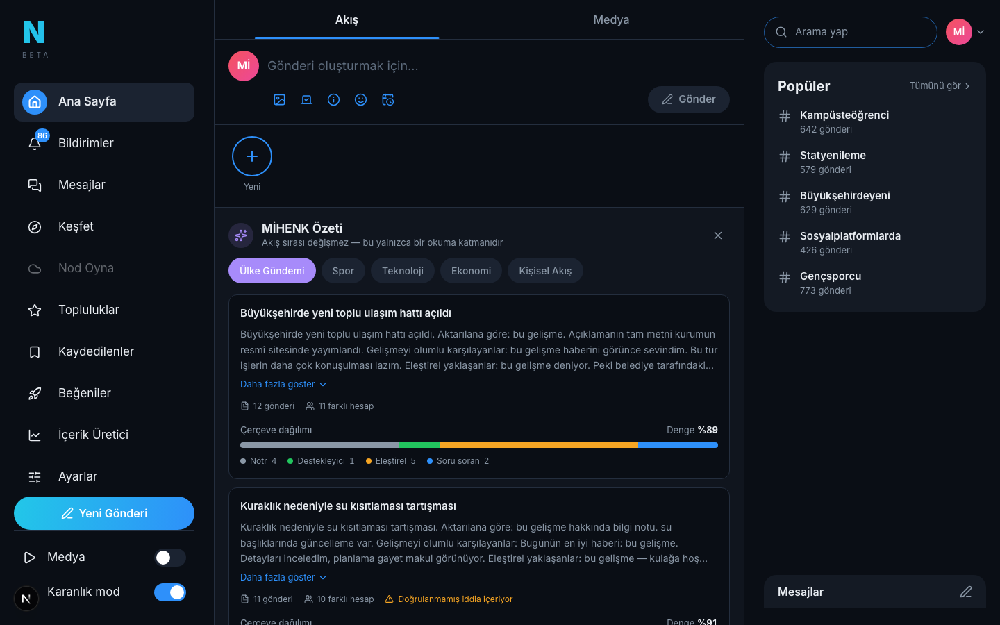 N
BETA
Ana Sayfa
86
Bildirimler
Mesajlar
Keşfet
Nod Oyna
Topluluklar
Kaydedilenler
Beğeniler
İçerik Üretici
Ayarlar
Yeni Gönderi
Medya
Karanlık mod
N
Akış
Medya
Mİ
Gönderi oluşturmak için...
Gönder
Yeni
MİHENK Özeti
Akış sırası değişmez — bu yalnızca bir okuma katmanıdır
Ülke Gündemi
Spor
Teknoloji
Ekonomi
Kişisel Akış
Büyükşehirde yeni toplu ulaşım hattı açıldı
Büyükşehirde yeni toplu ulaşım hattı açıldı. Aktarılana göre: bu gelişme. Açıklamanın tam metni kurumun
resmî sitesinde yayımlandı. Gelişmeyi olumlu karşılayanlar: bu gelişme haberini görünce sevindim. Bu tür
işlerin daha çok konuşulması lazım. Eleştirel yaklaşanlar: bu gelişme deniyor. Peki belediye tarafındaki...
Daha fazla göster
12 gönderi
11 farklı hesap
Çerçeve dağılımı
Denge %89
Nötr 4
Destekleyici 1
Eleştirel 5
Soru soran 2
Kuraklık nedeniyle su kısıtlaması tartışması
Kuraklık nedeniyle su kısıtlaması tartışması. Aktarılana göre: bu gelişme hakkında bilgi notu. su
başlıklarında güncelleme var. Gelişmeyi olumlu karşılayanlar: Bugünün en iyi haberi: bu gelişme.
Detayları inceledim, planlama gayet makul görünüyor. Eleştirel yaklaşanlar: bu gelişme — kulağa hoş...
Daha fazla göster
11 gönderi
10 farklı hesap
Doğrulanmamış iddia içeriyor
Çerçeve dağılımı
Denge %91
Arama yap
Mİ
Popüler
Tümünü gör
Kampüsteöğrenci
642 gönderi
Statyenileme
579 gönderi
Büyükşehirdeyeni
629 gönderi
Sosyalplatformlarda
426 gönderi
Gençsporcu
773 gönderi
Mesajlar